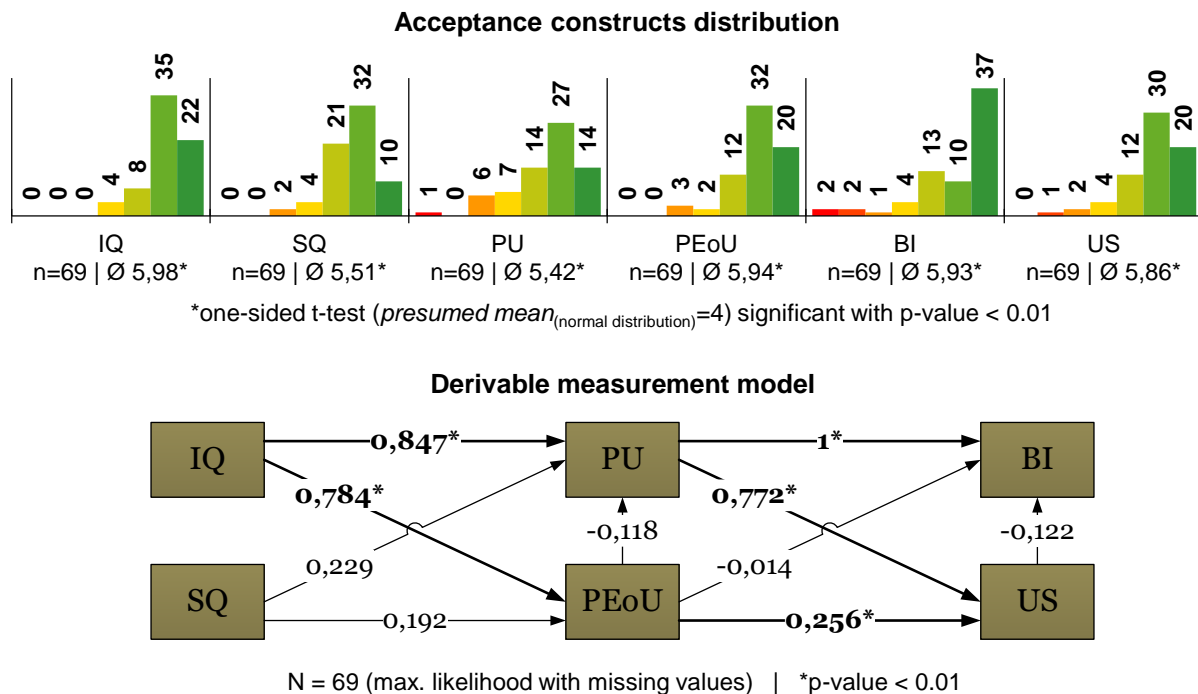 Acceptance constructs distribution
0 0 0 4 8 35 22
0 0 2 4 21 32 10
1 0 6 7 14 27 14
0 0 3 2 12 32 20
2 2 1 4 13 10 37
0 1 2 4 12 30 20
IQ SQ PU PEoU BI US
n=69 | Ø 5,98* n=69 | Ø 5,51* n=69 | Ø 5,42* n=69 | Ø 5,94* n=69 | Ø 5,93* n=69 | Ø 5,86*
*one-sided t-test (presumed mean(normal distribution)=4) significant with p-value < 0.01
Derivable measurement model
IQ 0,847* PU 1* BI
0,784* 0,772*
-0,118 -0,122
0,229 -0,014
SQ 0,192 PEoU 0,256* US
N = 69 (max. likelihood with missing values) | *p-value < 0.01